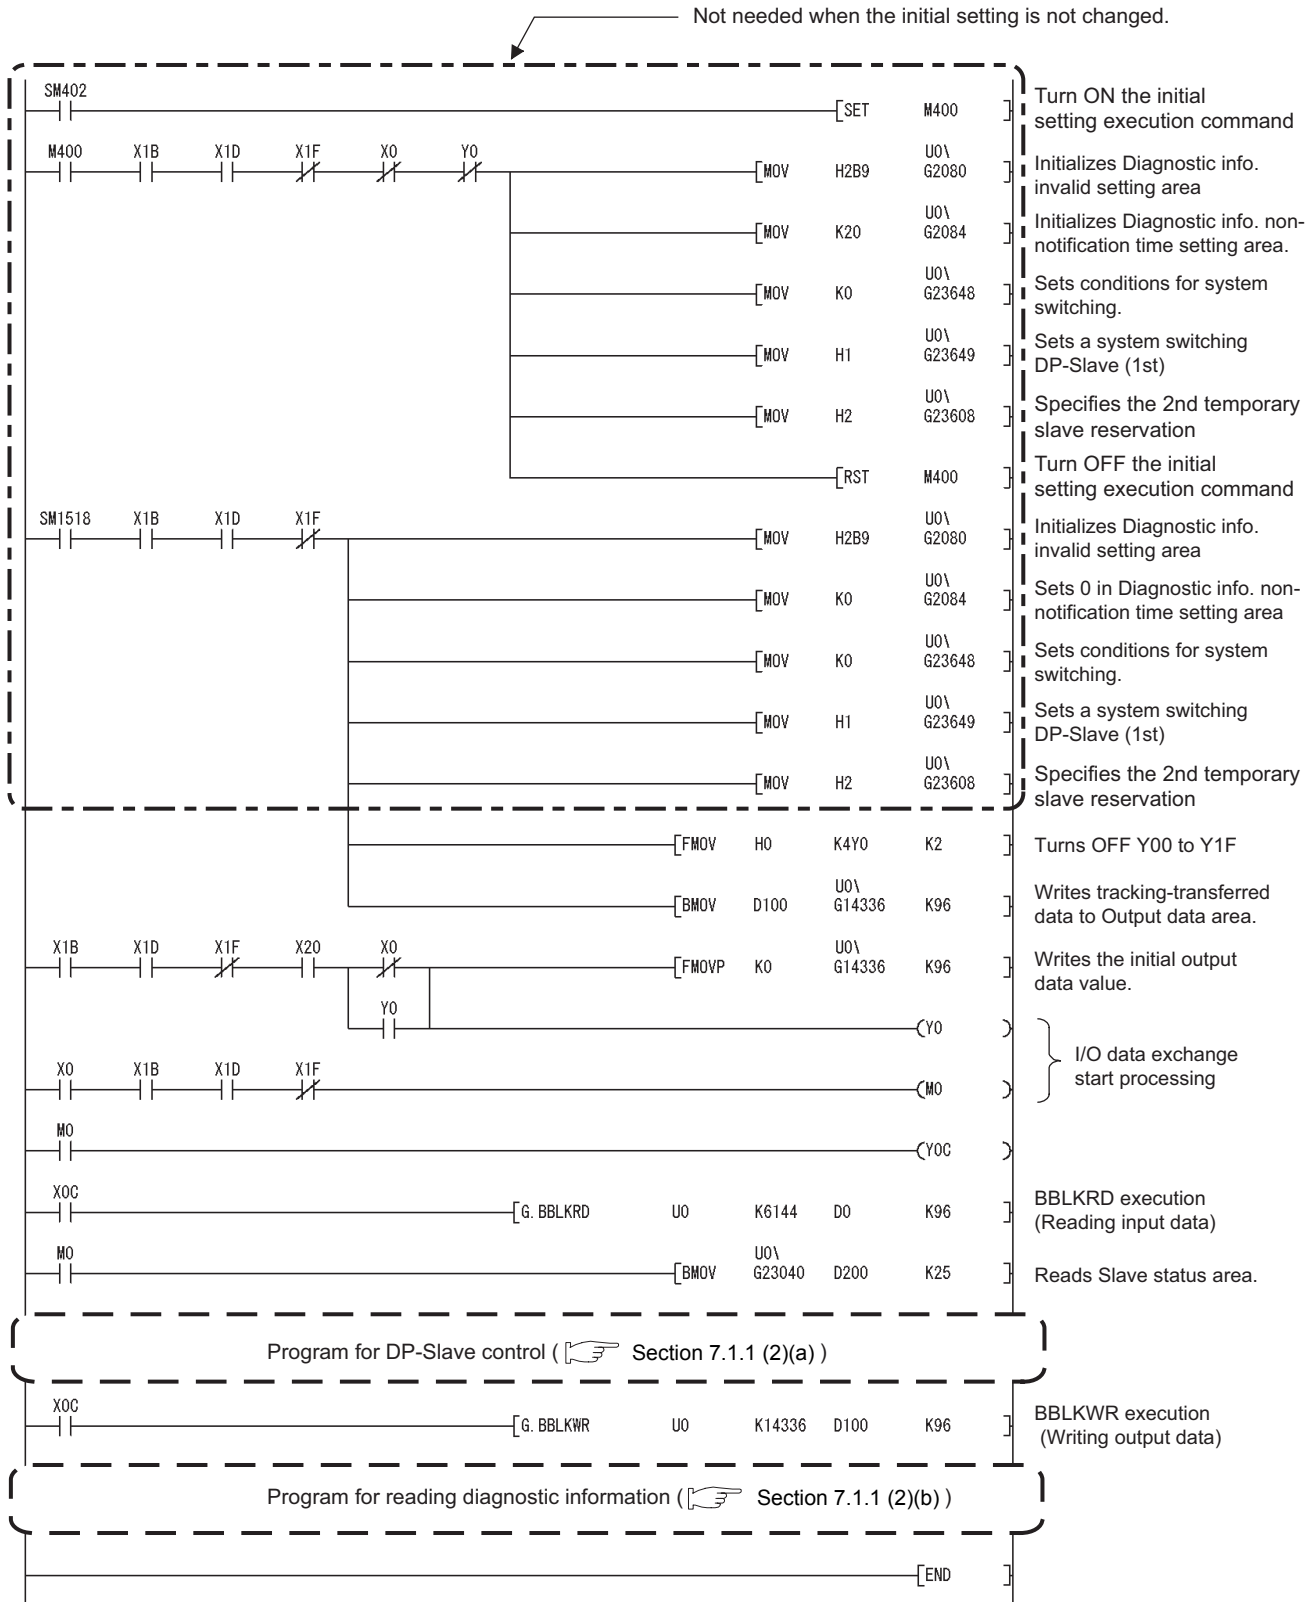 Not needed when the initial setting is not changed.
SM402
SET M400
Turn ON the initial
setting execution command
M400 X1B X1D X1F X0 Y0
MOV H2B9 U0\
G2080
Initializes Diagnostic info.
invalid setting area
MOV K20 U0\
G2084
Initializes Diagnostic info. non-
notification time setting area.
MOV K0 U0\
G23648
Sets conditions for system
switching.
MOV H1 U0\
G23649
Sets a system switching
DP-Slave (1st)
MOV H2 U0\
G23608
Specifies the 2nd temporary
slave reservation
RST M400
Turn OFF the initial
setting execution command
SM1518 X1B X1D X1F
MOV H2B9 U0\
G2080
Initializes Diagnostic info.
invalid setting area
MOV K0 U0\
G2084
Sets 0 in Diagnostic info. non-
notification time setting area
MOV K0 U0\
G23648
Sets conditions for system
switching.
MOV H1 U0\
G23649
Sets a system switching
DP-Slave (1st)
MOV H2 U0\
G23608
Specifies the 2nd temporary
slave reservation
FMOV H0 K4Y0 K2
Turns OFF Y00 to Y1F
BMOV D100 U0\
G14336 K96
Writes tracking-transferred
data to Output data area.
X1B X1D X1F X20 X0
FMOVP K0 U0\
G14336 K96
Writes the initial output
data value.
Y0
Y0
I/O data exchange
start processing
X0 X1B X1D X1F
M0
M0
Y0C
X0C
G.BBLKRD U0 K6144 D0 K96
BBLKRD execution
(Reading input data)
M0
BMOV U0\
G23040 D200 K25
Reads Slave status area.
Program for DP-Slave control ( Section 7.1.1 (2)(a) )
X0C
G.BBLKWR U0 K14336 D100 K96
BBLKWR execution
(Writing output data)
Program for reading diagnostic information ( Section 7.1.1 (2)(b) )
END